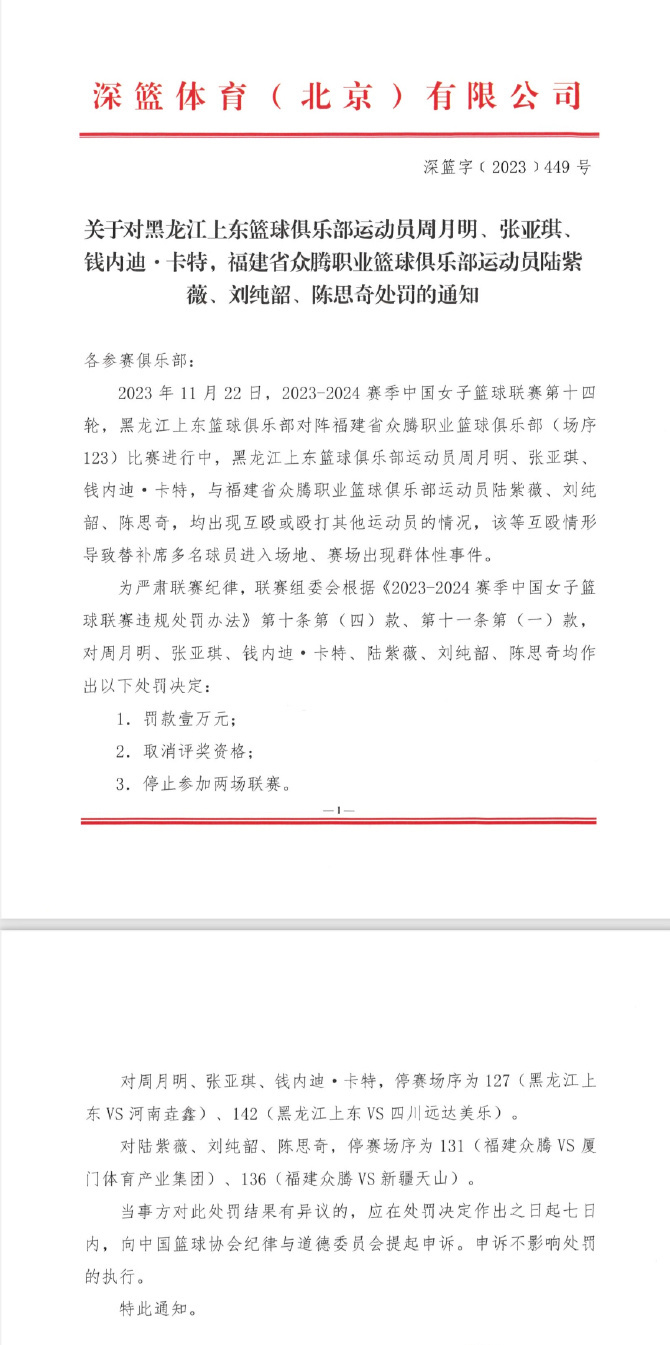 深篮体育（北京）有限公司
深篮字﹝2023﹞449 号
关于对黑龙江上东篮球俱乐部运动员周月明、张亚琪、
钱内迪·卡特，福建省众腾职业篮球俱乐部运动员陆紫
薇、刘纯韶、陈思奇处罚的通知
各参赛俱乐部：
2023 年 11 月 22 日，2023-2024 赛季中国女子篮球联赛第十四
轮，黑龙江上东篮球俱乐部对阵福建省众腾职业篮球俱乐部（场序
123）比赛进行中，黑龙江上东篮球俱乐部运动员周月明、张亚琪、
钱内迪·卡特，与福建省众腾职业篮球俱乐部运动员陆紫薇、刘纯
韶、陈思奇，均出现互殴或殴打其他运动员的情况，该等互殴情形
导致替补席多名球员进入场地、赛场出现群体性事件。
为严肃联赛纪律，联赛组委会根据《2023-2024 赛季中国女子篮
球联赛违规处罚办法》第十条第（四）款、第十一条第（一）款，
对周月明、张亚琪、钱内迪·卡特、陆紫薇、刘纯韶、陈思奇均作
出以下处罚决定：
1. 罚款壹万元；
2. 取消评奖资格；
3. 停止参加两场联赛。
—1—
对周月明、张亚琪、钱内迪·卡特，停赛场序为 127（黑龙江上
东 VS 河南垚鑫）、142（黑龙江上东 VS 四川远达美乐）。
对陆紫薇、刘纯韶、陈思奇，停赛场序为 131（福建众腾 VS 厦
门体育产业集团）、136（福建众腾 VS 新疆天山）。
当事方对此处罚结果有异议的，应在处罚决定作出之日起七日
内，向中国篮球协会纪律与道德委员会提起申诉。申诉不影响处罚
的执行。
特此通知。